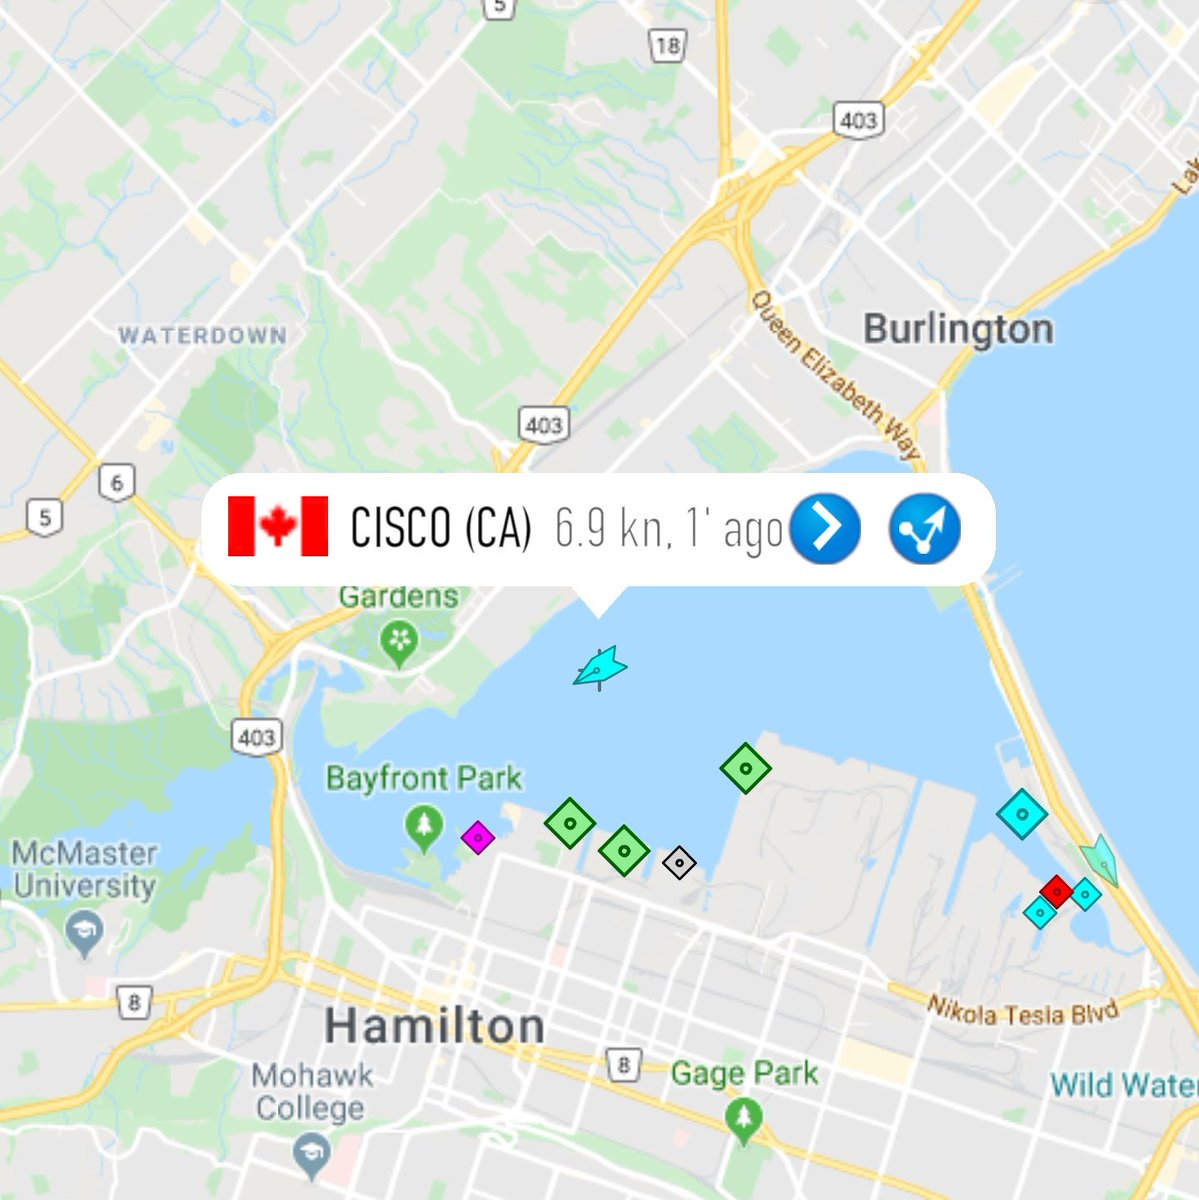 5
18
403
Lak
Burlington
Queen Elizabeth Way
WATERDOWN
403
6
5
CISCO (CA) 6.9 kn, 1' ago
Gardens
403
Bayfront Park
McMaster
University
8
Hamilton
Nikola Tesla Blvd
8
Mohawk
College
Gage Park
Wild Water